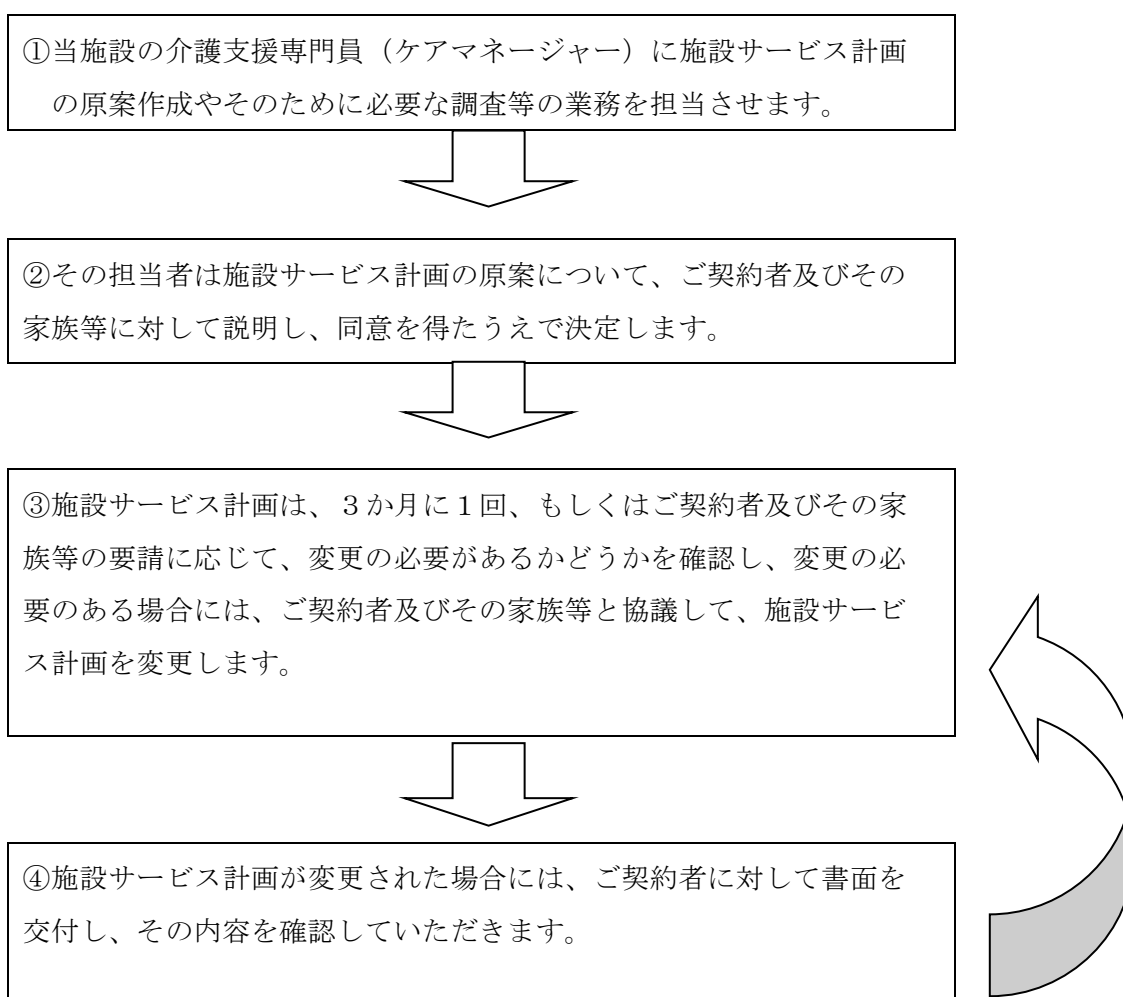 ①当施設の介護支援専門員（ケアマネージャー）に施設サービス計画
の原案作成やそのために必要な調査等の業務を担当させます。
②その担当者は施設サービス計画の原案について、ご契約者及びその
家族等に対して説明し、同意を得たうえで決定します。
③施設サービス計画は、３か月に１回、もしくはご契約者及びその家
族等の要請に応じて、変更の必要があるかどうかを確認し、変更の必
要のある場合には、ご契約者及びその家族等と協議して、施設サービ
ス計画を変更します。
④施設サービス計画が変更された場合には、ご契約者に対して書面を
交付し、その内容を確認していただきます。